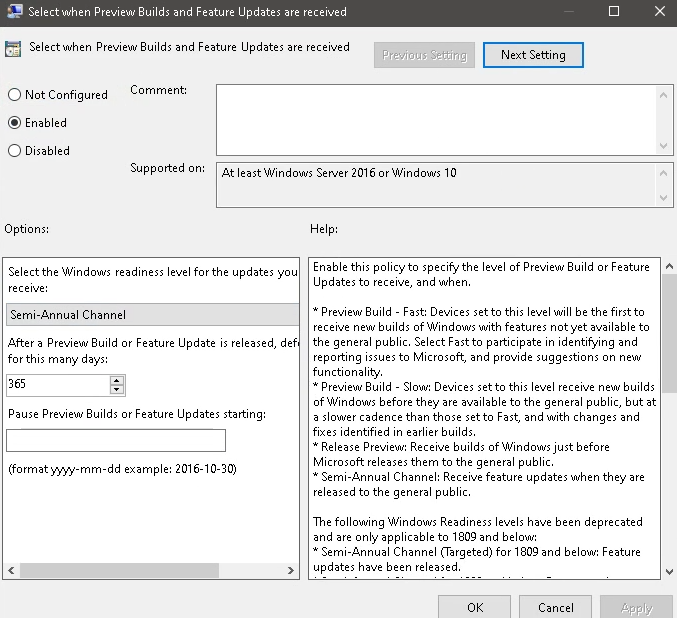 Select when Preview Builds and Feature Updates are received
Select when Preview Builds and Feature Updates are received
Previous Setting
Next Setting
Not Configured
Comment:
Enabled
Disabled
Supported on:
At least Windows Server 2016 or Windows 10
Options:
Help:
Select the Windows readiness level for the updates you
receive:
Semi-Annual Channel
After a Preview Build or Feature Update is released, defe
for this many days:
365
Pause Preview Builds or Feature Updates starting:
(format yyyy-mm-dd example: 2016-10-30)
Enable this policy to specify the level of Preview Build or Feature
Updates to receive, and when.
* Preview Build - Fast: Devices set to this level will be the first to
receive new builds of Windows with features not yet available to
the general public. Select Fast to participate in identifying and
reporting issues to Microsoft, and provide suggestions on new
functionality.
* Preview Build - Slow: Devices set to this level receive new builds
of Windows before they are available to the general public, but at
a slower cadence than those set to Fast, and with changes and
fixes identified in earlier builds.
* Release Preview: Receive builds of Windows just before
Microsoft releases them to the general public.
* Semi-Annual Channel: Receive feature updates when they are
released to the general public.
The following Windows Readiness levels have been deprecated
and are only applicable to 1809 and below:
* Semi-Annual Channel (Targeted) for 1809 and below: Feature
updates have been released.
OK
Cancel
Apply